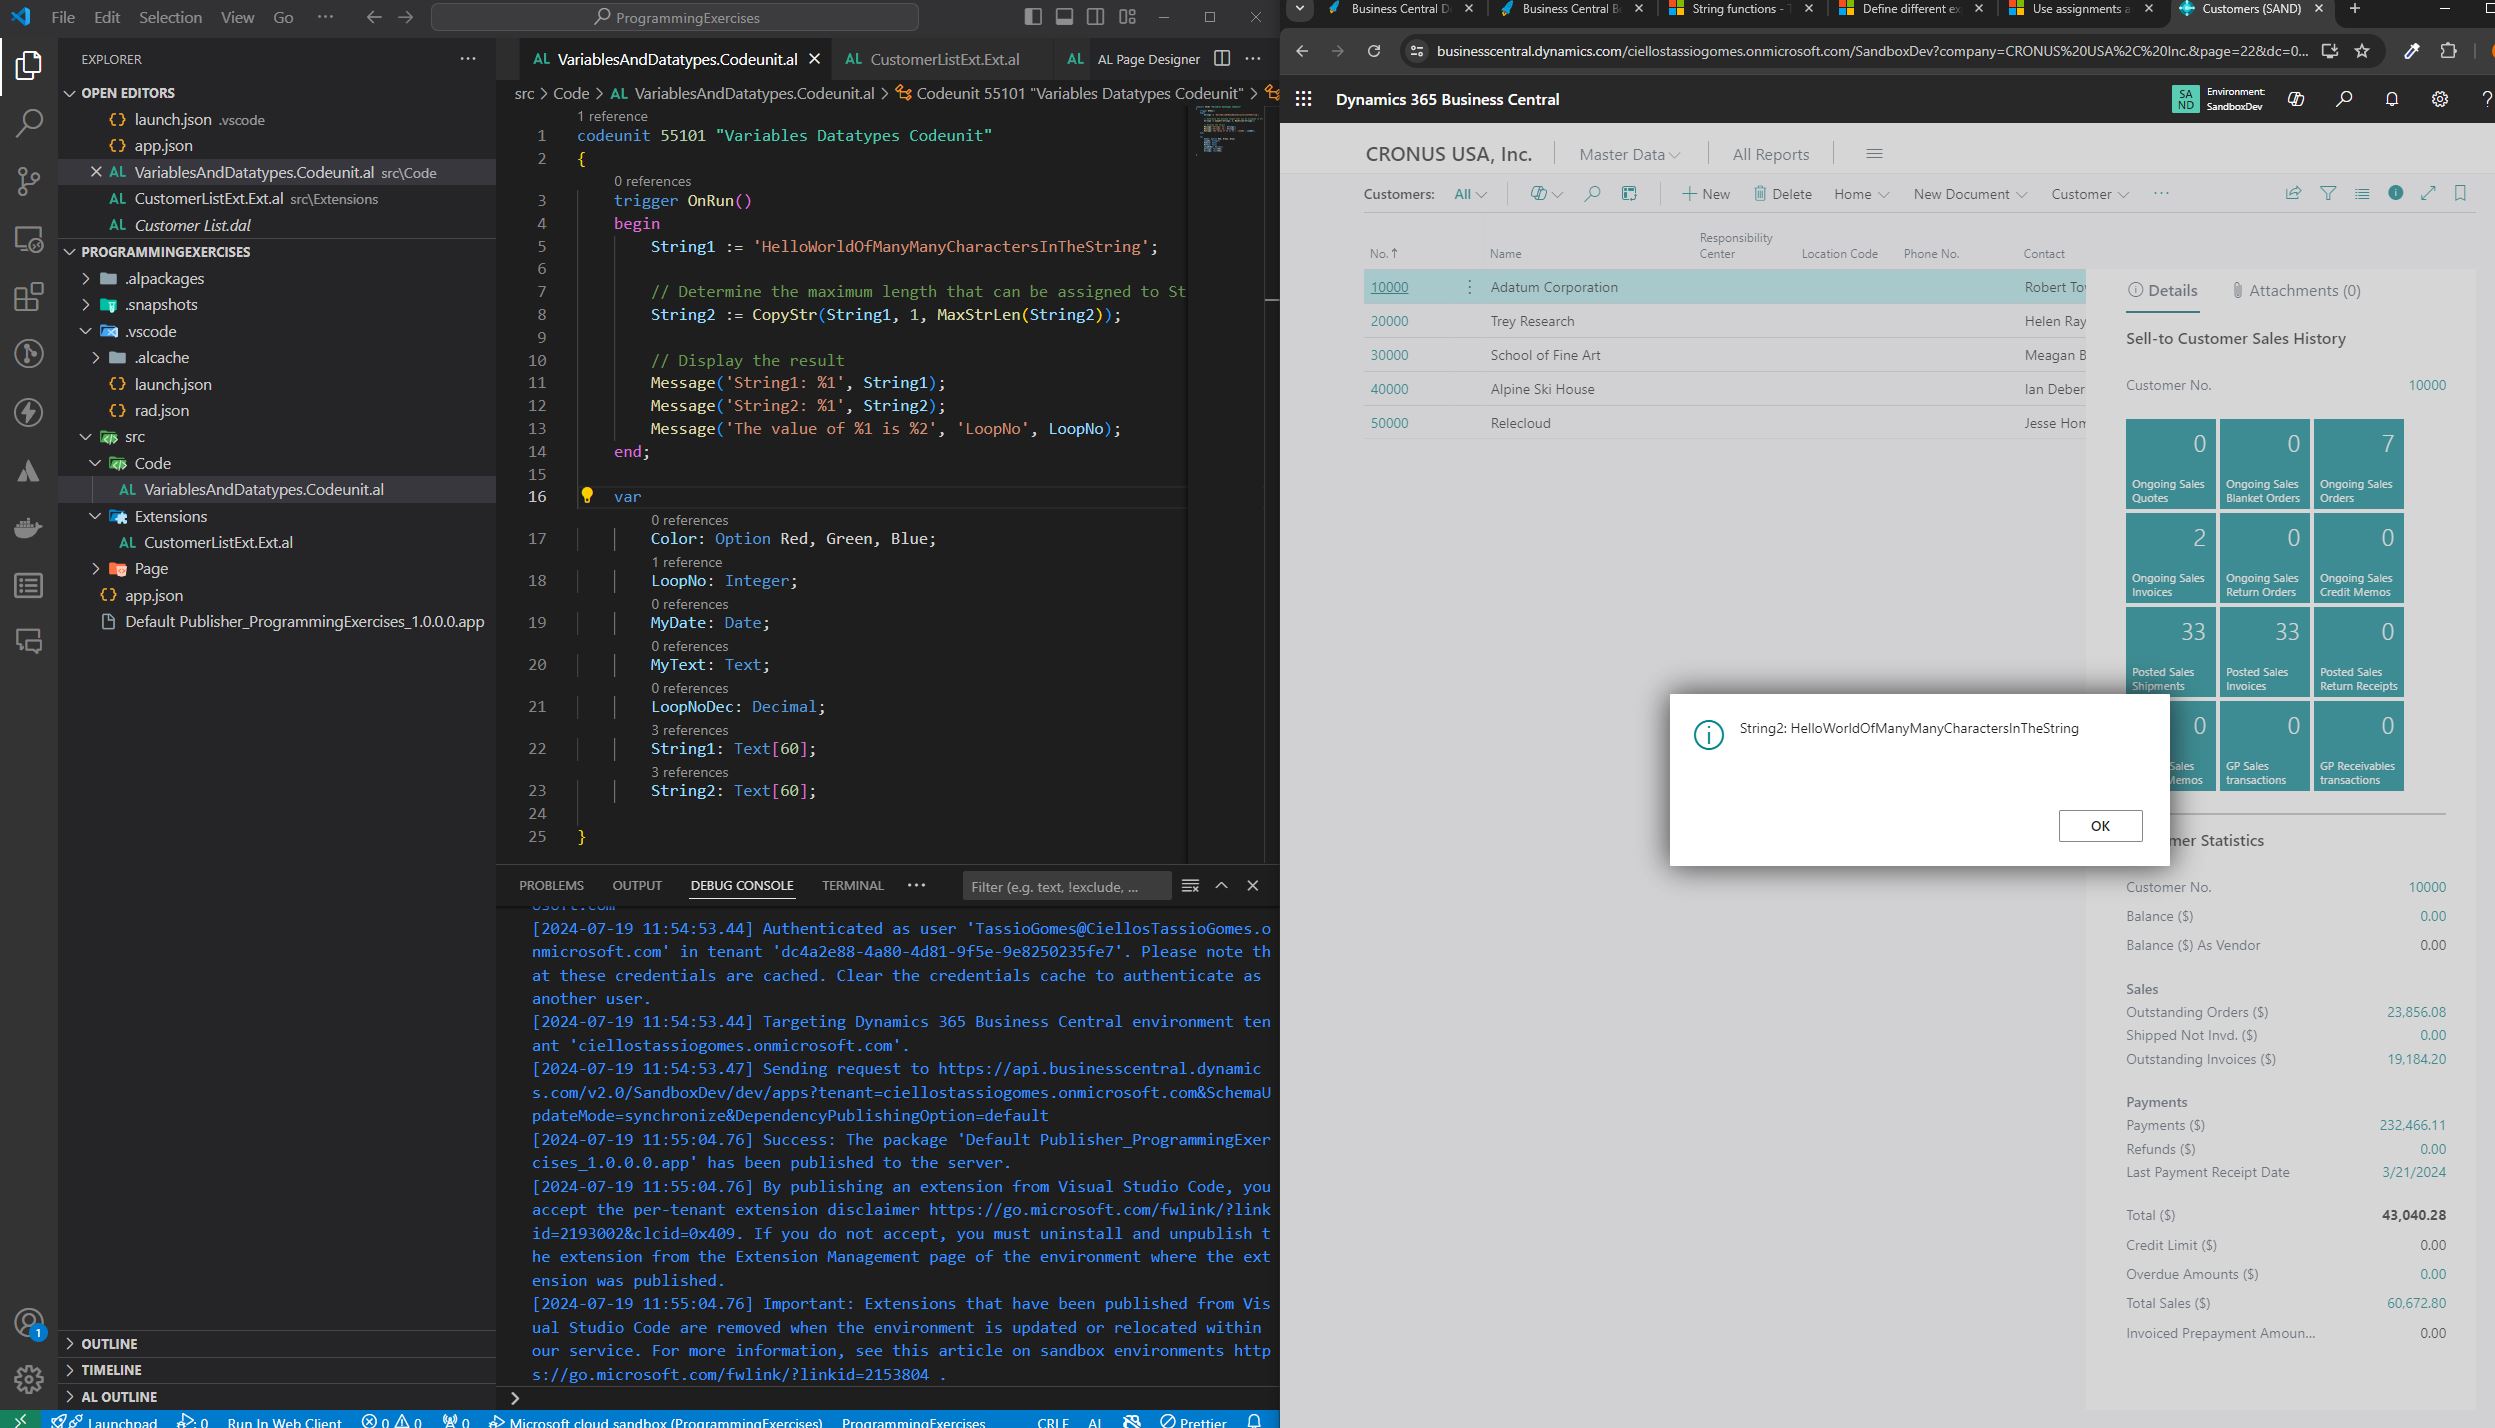 File Edit Selection View Go ··· ProgrammingExercises
EXPLORER
OPEN EDITORS
launch.json .vscode
app.json
VariablesAndDatatypes.Codeunit.al src\Code
CustomerListExt.Ext.al src\Extensions
Customer List.dal
PROGRAMMINGEXERCISES
.alpackages
.snapshots
.vscode
.alcache
launch.json
rad.json
src
Code
VariablesAndDatatypes.Codeunit.al
Extensions
CustomerListExt.Ext.al
Page
app.json
Default Publisher_ProgrammingExercises_1.0.0.0.app
OUTLINE
TIMELINE
AL OUTLINE
AL VariablesAndDatatypes.Codeunit.al AL CustomerListExt.Ext.al AL AL Page Designer
src > Code > AL VariablesAndDatatypes.Codeunit.al > Codeunit 55101 "Variables Datatypes Codeunit" >
1 reference
1 codeunit 55101 "Variables Datatypes Codeunit"
2 {
0 references
3 trigger OnRun()
4 begin
5 String1 := 'HelloWorldOfManyManyCharactersInTheString';
6
7 // Determine the maximum length that can be assigned to St
8 String2 := CopyStr(String1, 1, MaxStrLen(String2));
9
10 // Display the result
11 Message('String1: %1', String1);
12 Message('String2: %1', String2);
13 Message('The value of %1 is %2', 'LoopNo', LoopNo);
14 end;
15
16 var
0 references
17 Color: Option Red, Green, Blue;
1 reference
18 LoopNo: Integer;
0 references
19 MyDate: Date;
0 references
20 MyText: Text;
0 references
21 LoopNoDec: Decimal;
3 references
22 String1: Text[60];
3 references
23 String2: Text[60];
24
25 }
PROBLEMS OUTPUT DEBUG CONSOLE TERMINAL ··· Filter (e.g. text, !exclude, ...
osoft.com
[2024-07-19 11:54:53.44] Authenticated as user 'TassioGomes@CiellosTassioGomes.o
nmicrosoft.com' in tenant 'dc4a2e88-4a80-4d81-9f5e-9e8250235fe7'. Please note th
at these credentials are cached. Clear the credentials cache to authenticate as
another user.
[2024-07-19 11:54:53.44] Targeting Dynamics 365 Business Central environment ten
ant 'ciellostassiogomes.onmicrosoft.com'.
[2024-07-19 11:54:53.47] Sending request to https://api.businesscentral.dynamic
s.com/v2.0/SandboxDev/dev/apps?tenant=ciellostassiogomes.onmicrosoft.com&SchemaU
pdateMode=synchronize&DependencyPublishingOption=default
[2024-07-19 11:55:04.76] Success: The package 'Default Publisher_ProgrammingExer
cises_1.0.0.0.app' has been published to the server.
[2024-07-19 11:55:04.76] By publishing an extension from Visual Studio Code, you
accept the per-tenant extension disclaimer https://go.microsoft.com/fwlink/?link
id=2193002&clcid=0x409. If you do not accept, you must uninstall and unpublish t
he extension from the Extension Management page of the environment where the ext
ension was published.
[2024-07-19 11:55:04.76] Important: Extensions that have been published from Vis
ual Studio Code are removed when the environment is updated or relocated within
our service. For more information, see this article on sandbox environments http
s://go.microsoft.com/fwlink/?linkid=2153804 .
1
Launchpad : 0 Run In Web Client 0 0 0 Microsoft cloud sandbox (ProgrammingExercises) ProgrammingExercises CRLF AL Prettier
Business Central D Business Central B String functions - T Define different ex Use assignments a Customers (SAND)
businesscentral.dynamics.com/ciellostassiogomes.onmicrosoft.com/SandboxDev?company=CRONUS%20USA%2C%20Inc.&page=22&dc=0...
Dynamics 365 Business Central SAND Environment: SandboxDev ?
CRONUS USA, Inc. Master Data All Reports
Customers: All New Delete Home New Document Customer ···
No. ↑ Name Responsibility Center Location Code Phone No. Contact
10000 Adatum Corporation Robert To
20000 Trey Research Helen Ray
30000 School of Fine Art Meagan B
40000 Alpine Ski House Ian Deber
50000 Relecloud Jesse Hom
Details Attachments (0)
Sell-to Customer Sales History
Customer No. 10000
0 Ongoing Sales Quotes
0 Ongoing Sales Blanket Orders
7 Ongoing Sales Orders
2 Ongoing Sales Invoices
0 Ongoing Sales Return Orders
0 Ongoing Sales Credit Memos
33 Posted Sales Shipments
33 Posted Sales Invoices
0 Posted Sales Return Receipts
0 ales Memos
0 GP Sales transactions
0 GP Receivables transactions
String2: HelloWorldOfManyManyCharactersInTheString
OK
mer Statistics
Customer No. 10000
Balance ($) 0.00
Balance ($) As Vendor 0.00
Sales
Outstanding Orders ($) 23,856.08
Shipped Not Invd. ($) 0.00
Outstanding Invoices ($) 19,184.20
Payments
Payments ($) 232,466.11
Refunds ($) 0.00
Last Payment Receipt Date 3/21/2024
Total ($) 43,040.28
Credit Limit ($) 0.00
Overdue Amounts ($) 0.00
Total Sales ($) 60,672.80
Invoiced Prepayment Amoun... 0.00